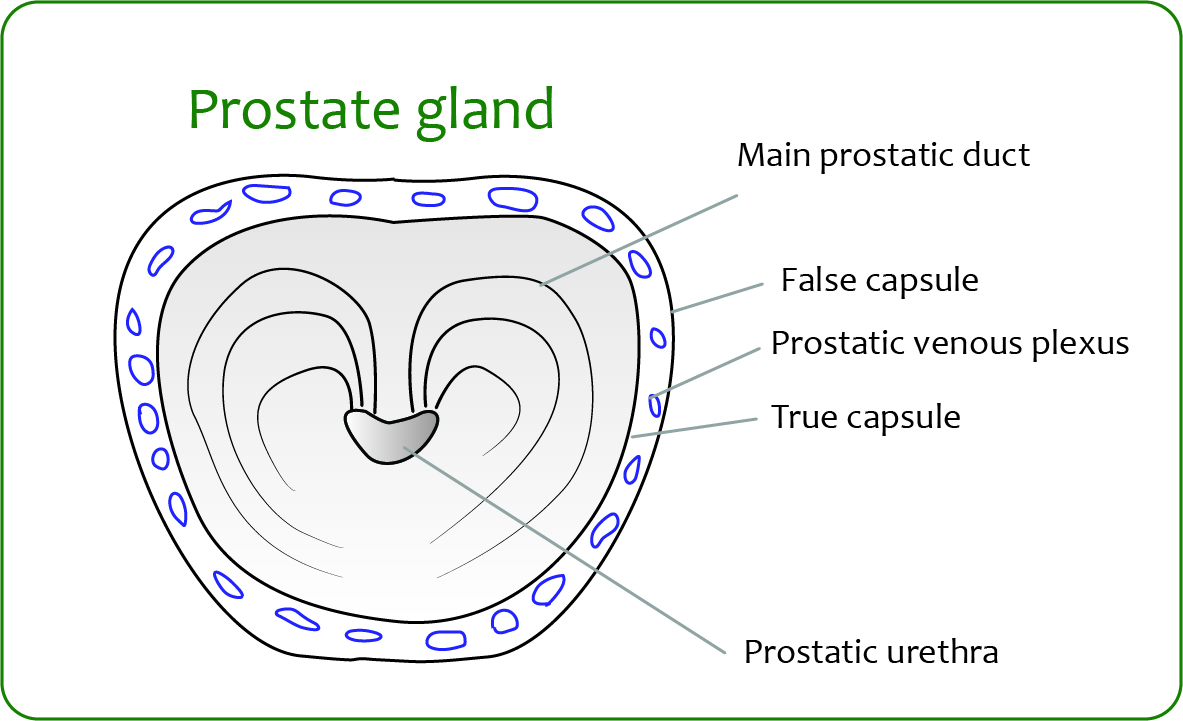 Prostate gland
Main prostatic duct
False capsule
Prostatic venous plexus
True capsule
Prostatic urethra